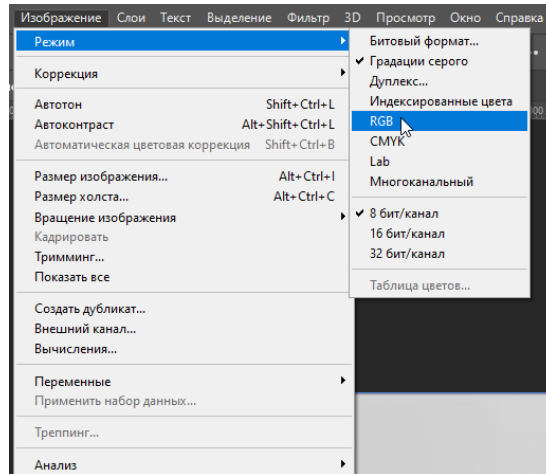 Изображение Слои Текст Выделение Фильтр 3D Просмотр Окно Справка
Режим
Коррекция
Автотон Shift+Ctrl+L
Автоконтраст Alt+Shift+Ctrl+L
Автоматическая цветовая коррекция Shift+Ctrl+B
Размер изображения... Alt+Ctrl+I
Размер холста... Alt+Ctrl+C
Вращение изображения
Кадрировать
Тримминг...
Показать все
Создать дубликат...
Внешний канал...
Вычисления...
Переменные
Применить набор данных...
Треппинг...
Анализ
Битовый формат...
Градации серого
Дуплекс...
Индексированные цвета
RGB
CMYK
Lab
Многоканальный
8 бит/канал
16 бит/канал
32 бит/канал
Таблица цветов...